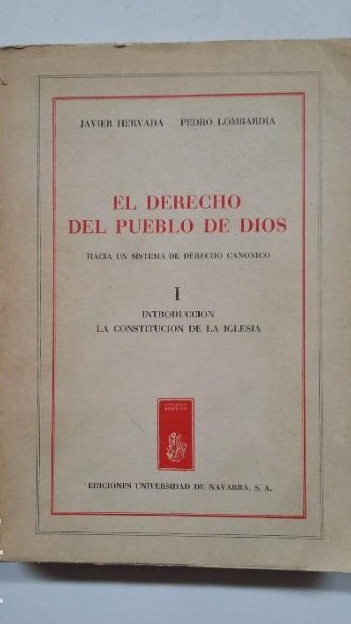 JAVIER HERVADA PEDRO LOMBARDIA
EL DERECHO
DEL PUEBLO DE DIOS
HACIA UN SISTEMA DE DERECHO CANONICO
I
INTRODUCCION
LA CONSTITUCION DE LA IGLESIA
EDICIONES UNIVERSIDAD DE NAVARRA, S. A.